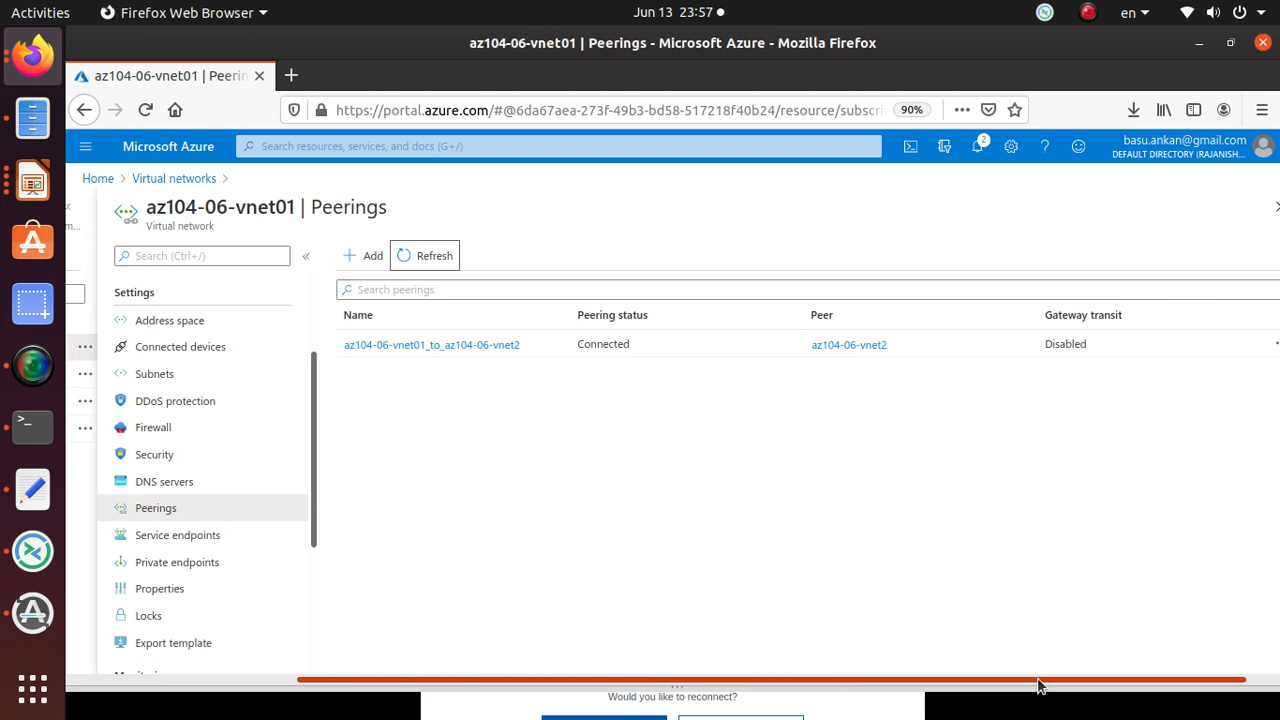 Activities
Firefox Web Browser
Jun 13 23:57
en
az104-06-vnet01 | Peerings - Microsoft Azure - Mozilla Firefox
az104-06-vnet01 | Peerin
https://portal.azure.com/#@6da67aea-273f-49b3-bd58-517218f40b24/resource/subscri
90%
Microsoft Azure
Search resources, services, and docs (G+/)
2
basu.ankan@gmail.com
DEFAULT DIRECTORY (RAJANISH...
Home > Virtual networks >
az104-06-vnet01 | Peerings
Virtual network
m...
Search (Ctrl+/)
Add
Refresh
Settings
Address space
Connected devices
Subnets
DDoS protection
Firewall
Security
DNS servers
Peerings
Service endpoints
Private endpoints
Properties
Locks
Export template
Search peerings
Name Peering status Peer Gateway transit
az104-06-vnet01_to_az104-06-vnet2 Connected az104-06-vnet2 Disabled
Would you like to reconnect?